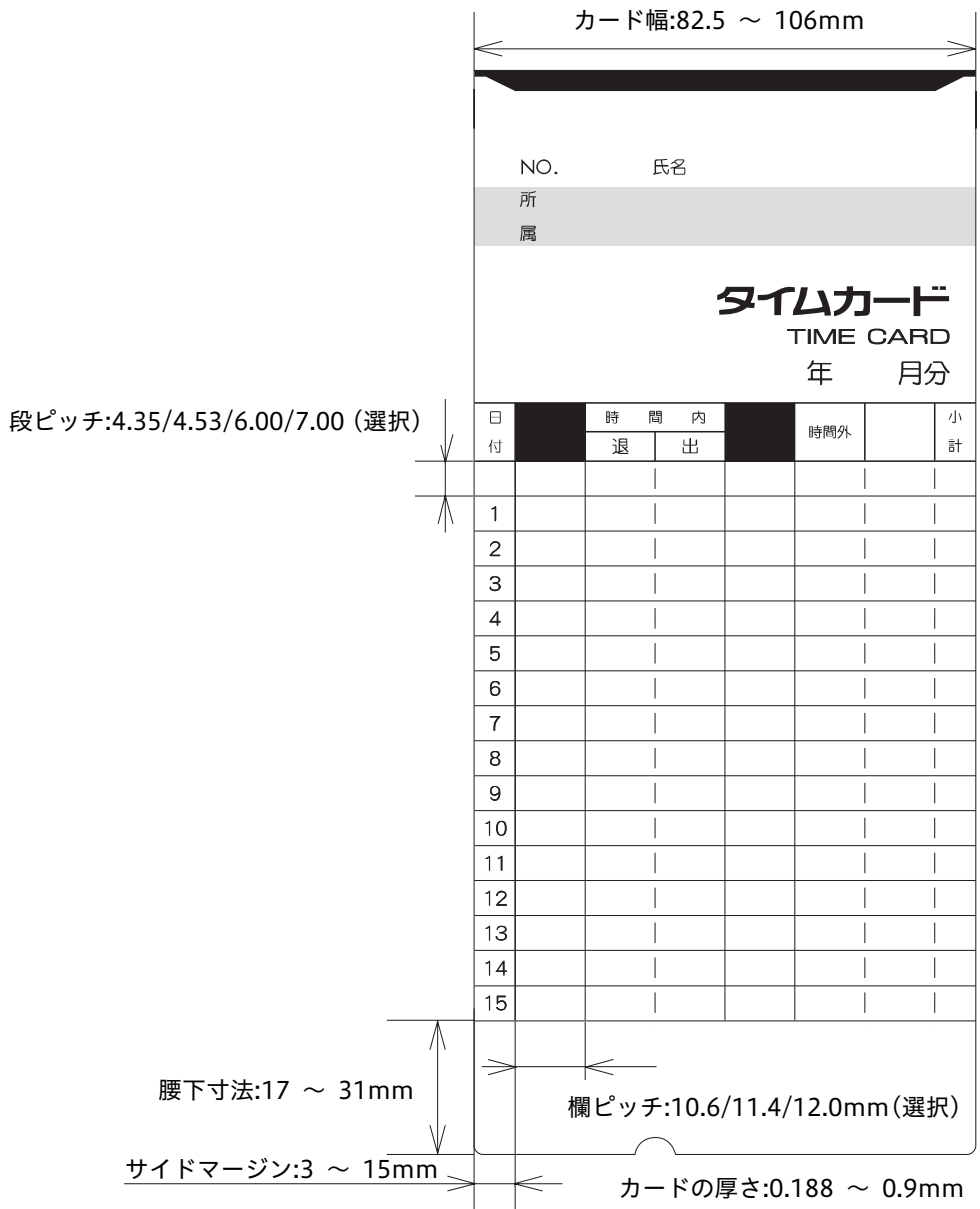 カード幅:82.5 ～ 106mm
NO. 氏名
所
属
タイムカード
TIME CARD
年 月分
段ピッチ:4.35/4.53/6.00/7.00（選択）
日付 時間内 時間外 小計
退 出
1
2
3
4
5
6
7
8
9
10
11
12
13
14
15
腰下寸法:17 ～ 31mm
欄ピッチ:10.6/11.4/12.0mm（選択）
サイドマージン:3 ～ 15mm
カードの厚さ:0.188 ～ 0.9mm